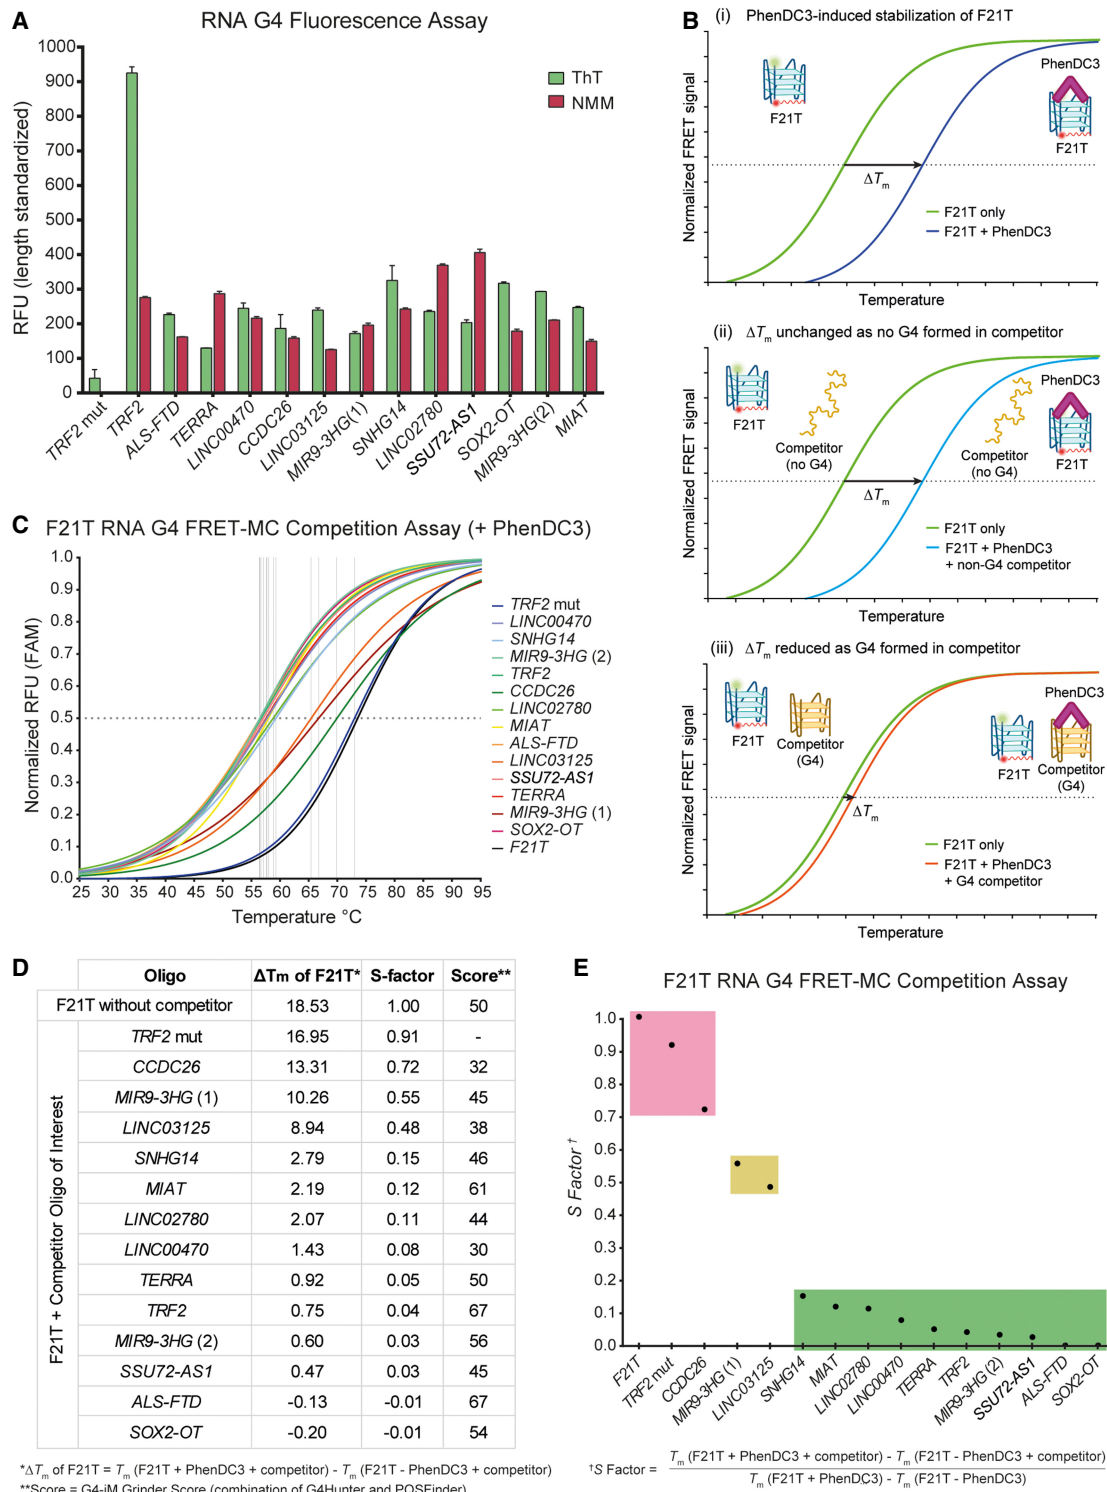 A
RNA G4 Fluorescence Assay
RFU (length standardized)
1000
900
800
700
600
500
400
300
200
100
0
ThT
NMM
TRF2 mut
TRF2
ALS-FTD
TERRA
LINC00470
CCDC26
LINC03125
MIR9-3HG(1)
SNHG14
LINC02780
SSU72-AS1
SOX2-OT
MIR9-3HG(2)
MIAT
B
(i) PhenDC3-induced stabilization of F21T
Normalized FRET signal
F21T
PhenDC3
F21T
ΔTm
F21T only
F21T + PhenDC3
Temperature
(ii) ΔTm unchanged as no G4 formed in competitor
Normalized FRET signal
F21T
Competitor
(no G4)
Competitor
(no G4)
PhenDC3
F21T
ΔTm
F21T only
F21T + PhenDC3
+ non-G4 competitor
Temperature
(iii) ΔTm reduced as G4 formed in competitor
Normalized FRET signal
F21T
Competitor
(G4)
PhenDC3
F21T
Competitor
(G4)
ΔTm
F21T only
F21T + PhenDC3
+ G4 competitor
Temperature
C
F21T RNA G4 FRET-MC Competition Assay (+ PhenDC3)
Normalized RFU (FAM)
1.0
0.9
0.8
0.7
0.6
0.5
0.4
0.3
0.2
0.1
0.0
25 30 35 40 45 50 55 60 65 70 75 80 85 90 95
Temperature °C
TRF2 mut
LINC00470
SNHG14
MIR9-3HG (2)
TRF2
CCDC26
LINC02780
MIAT
ALS-FTD
LINC03125
SSU72-AS1
TERRA
MIR9-3HG (1)
SOX2-OT
F21T
D
Oligo ΔTm of F21T* S-factor Score**
F21T without competitor 18.53 1.00 50
F21T + Competitor Oligo of Interest
TRF2 mut 16.95 0.91 -
CCDC26 13.31 0.72 32
MIR9-3HG (1) 10.26 0.55 45
LINC03125 8.94 0.48 38
SNHG14 2.79 0.15 46
MIAT 2.19 0.12 61
LINC02780 2.07 0.11 44
LINC00470 1.43 0.08 30
TERRA 0.92 0.05 50
TRF2 0.75 0.04 67
MIR9-3HG (2) 0.60 0.03 56
SSU72-AS1 0.47 0.03 45
ALS-FTD -0.13 -0.01 67
SOX2-OT -0.20 -0.01 54
*ΔTm of F21T = Tm (F21T + PhenDC3 + competitor) - Tm (F21T - PhenDC3 + competitor)
**Score = G4-iM Grinder Score (combination of G4Hunter and PQSFinder)
E
F21T RNA G4 FRET-MC Competition Assay
S Factor†
1.0
0.9
0.8
0.7
0.6
0.5
0.4
0.3
0.2
0.1
0.0
F21T
TRF2 mut
CCDC26
MIR9-3HG (1)
LINC03125
SNHG14
MIAT
LINC02780
LINC00470
TERRA
TRF2
MIR9-3HG (2)
SSU72-AS1
ALS-FTD
SOX2-OT
†S Factor =
Tm (F21T + PhenDC3 + competitor) - Tm (F21T - PhenDC3 + competitor)
Tm (F21T + PhenDC3) - Tm (F21T - PhenDC3)